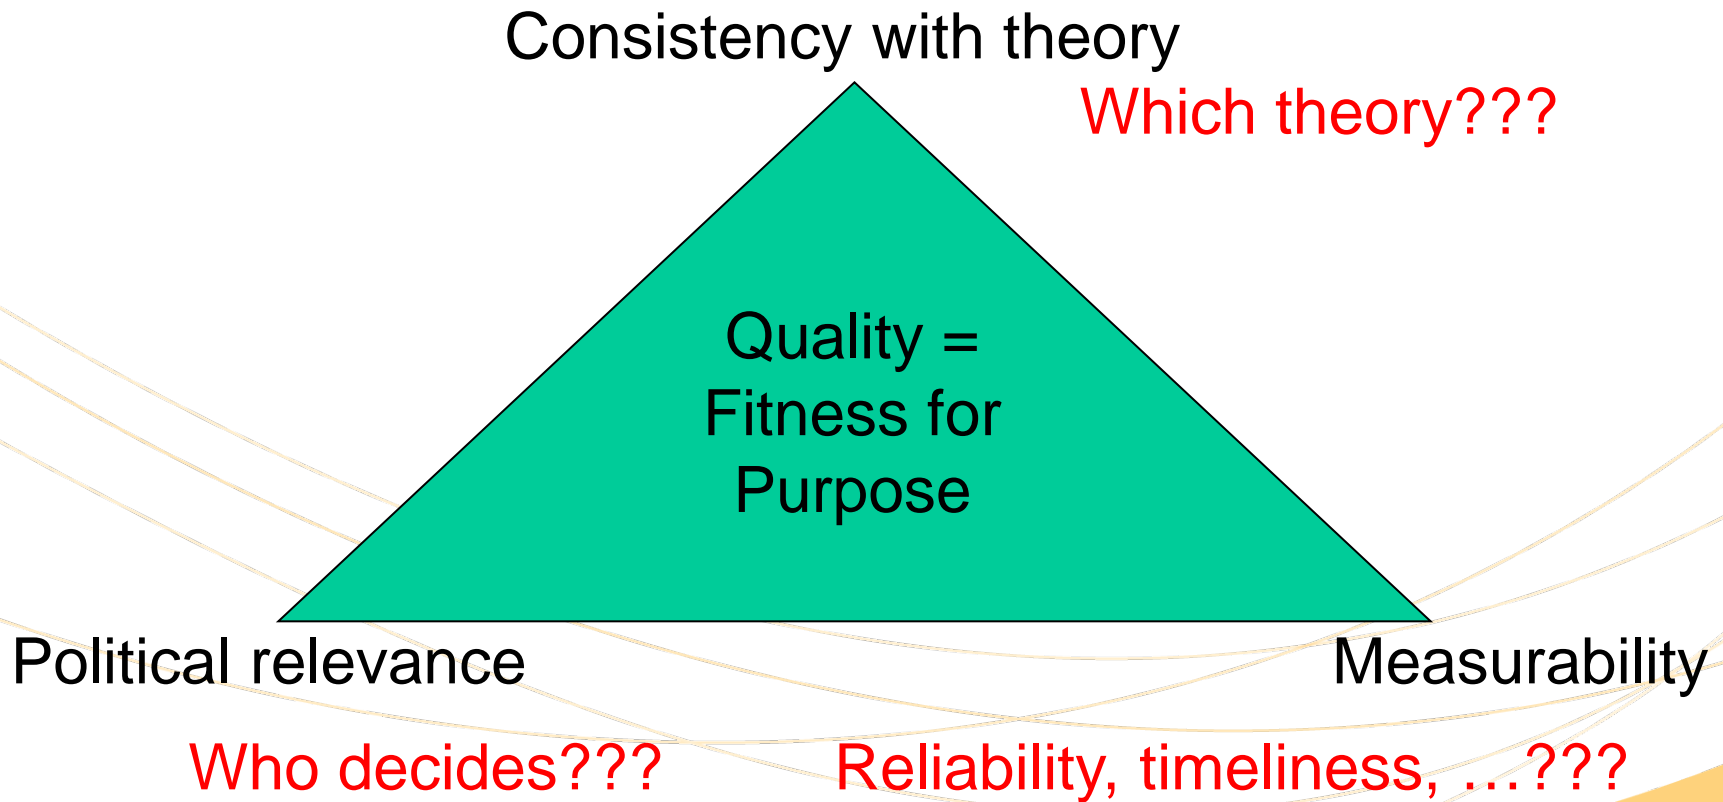 Consistency with theory
Which theory???
Quality =
Fitness for
Purpose
Political relevance
Measurability
Who decides???
Reliability, timeliness, …???